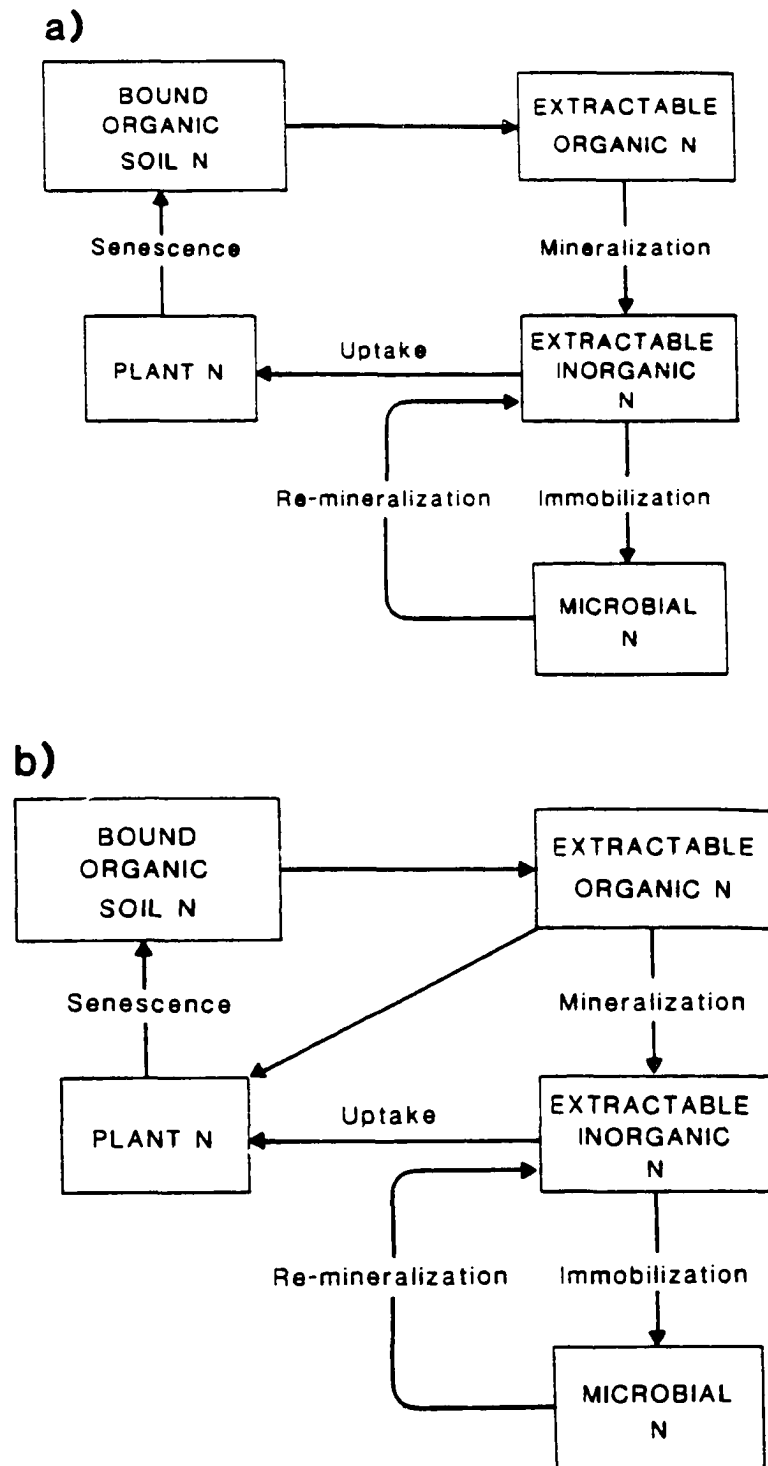 a)
BOUND
ORGANIC
SOIL N
EXTRACTABLE
ORGANIC N
Senescence
Mineralization
PLANT N
Uptake
EXTRACTABLE
INORGANIC
N
Re-mineralization
Immobilization
MICROBIAL
N
b)
BOUND
ORGANIC
SOIL N
EXTRACTABLE
ORGANIC N
Senescence
Mineralization
PLANT N
Uptake
EXTRACTABLE
INORGANIC
N
Re-mineralization
Immobilization
MICROBIAL
N